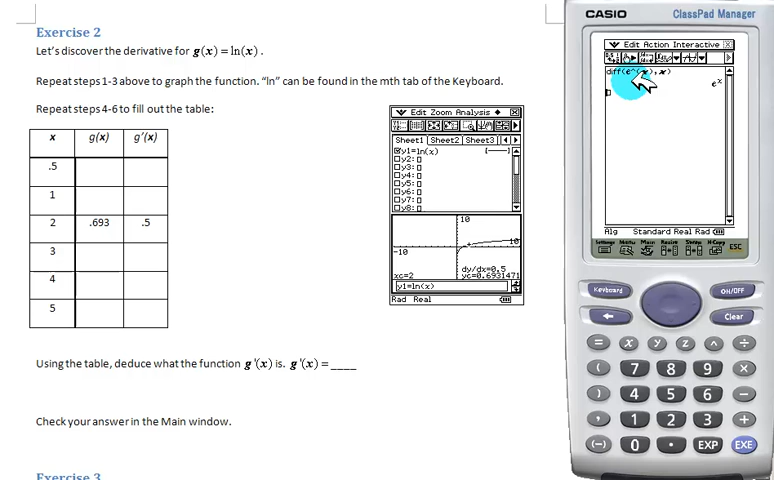 Exercise 2
Let's discover the derivative for g(x) = ln(x) .
Repeat steps 1-3 above to graph the function. "ln" can be found in the mth tab of the Keyboard.
Repeat steps 4-6 to fill out the table:
x g(x) g'(x)
.5
1
2 .693 .5
3
4
5
Using the table, deduce what the function g'(x) is. g'(x) = ____
Check your answer in the Main window.
Exercise 3
Edit Zoom Analysis
Sheet1 Sheet2 Sheet3
y1=ln(x) [—]
y2:
y3:
y4:
y5:
y6:
y7:
y8:
10
-10 10
dy/dx=0.5
xc=2 yc=0.6931471
y1=ln(x)
Rad Real
CASIO ClassPad Manager
Edit Action Interactive
diff(e^(x),x)
e^x
Alg Standard Real Rad
Settings Menu Main Resize Swap H-Copy ESC
Keyboard ON/OFF
Clear
= x y z ^ ÷
( 7 8 9 ×
) 4 5 6 −
, 1 2 3 +
(−) 0 . EXP EXE